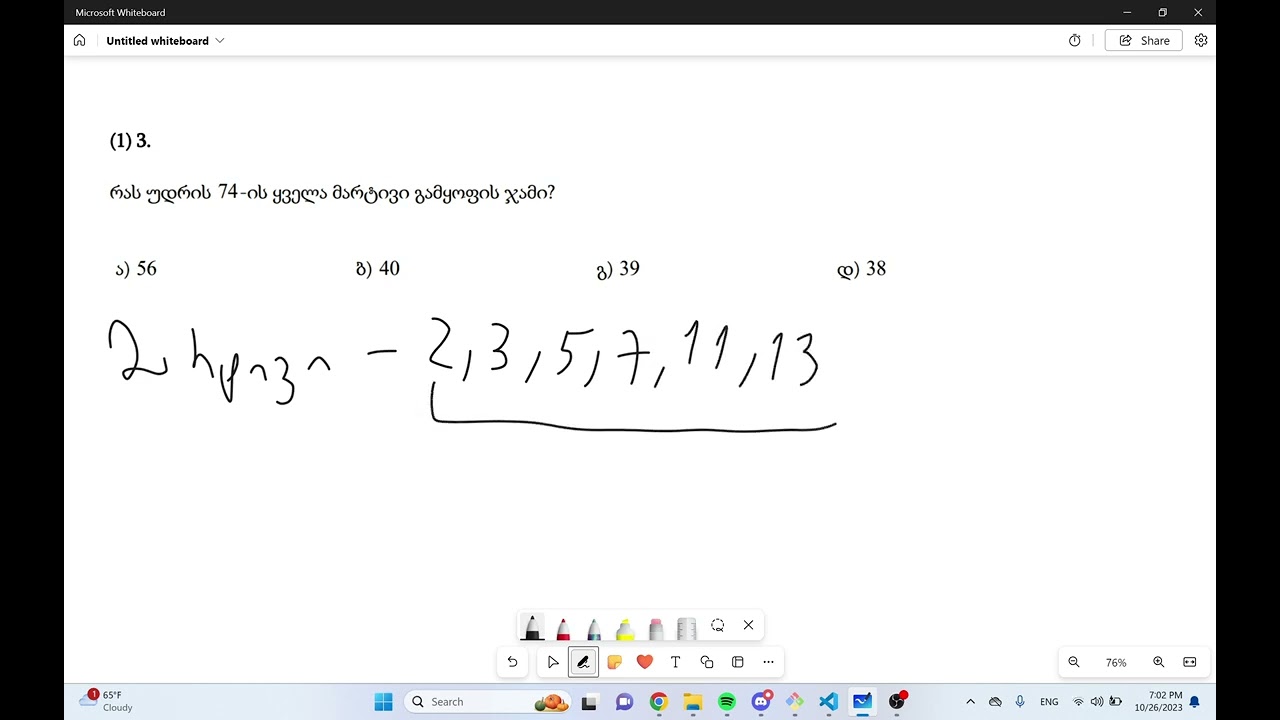 Microsoft Whiteboard
Untitled whiteboard
Share
(1) 3.
რას უდრის 74-ის ყველა მარტივი გამყოფის ჯამი?
ა) 56 ბ) 40 გ) 39 დ) 38
მარტივი – 2, 3, 5, 7, 11, 13
76%
1
65°F
Cloudy
Search
ENG
7:02 PM
10/26/2023